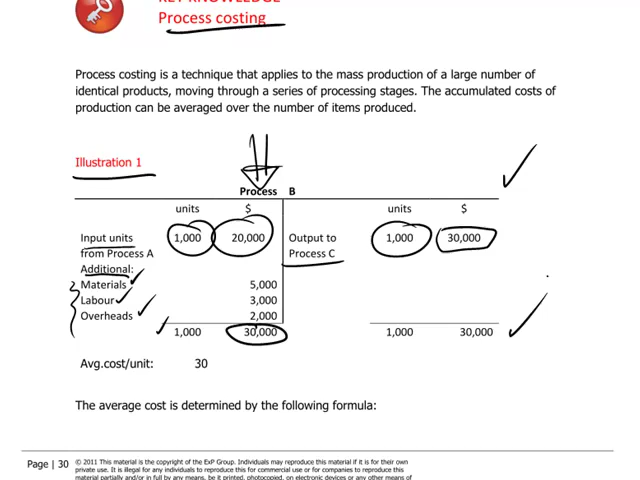 KEY KNOWLEDGE
Process costing
Process costing is a technique that applies to the mass production of a large number of
identical products, moving through a series of processing stages. The accumulated costs of
production can be averaged over the number of items produced.
Illustration 1
Process B
units $ units $
Input units 1,000 20,000 Output to 1,000 30,000
from Process A Process C
Additional:
Materials 5,000
Labour 3,000
Overheads 2,000
1,000 30,000 1,000 30,000
Avg.cost/unit: 30
The average cost is determined by the following formula:
Page | 30 © 2011 This material is the copyright of the ExP Group. Individuals may reproduce this material if it is for their own
private use. It is illegal for any individuals to reproduce this for commercial use or for companies to reproduce this
material partially and/or in full by any means, be it printed, photocopied, on electronic devices or any other means of